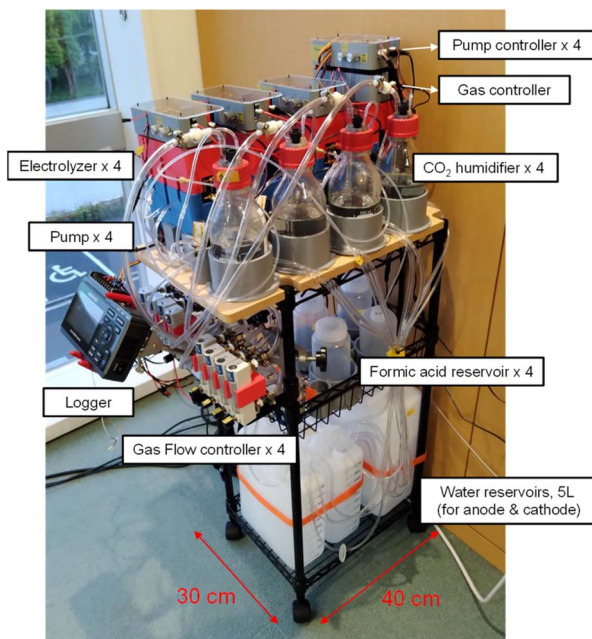 Pump controller x 4
Gas controller
Electrolyzer x 4
CO₂ humidifier x 4
Pump x 4
Formic acid reservoir x 4
Logger
Gas Flow controller x 4
Water reservoirs, 5L
(for anode & cathode)
30 cm
40 cm